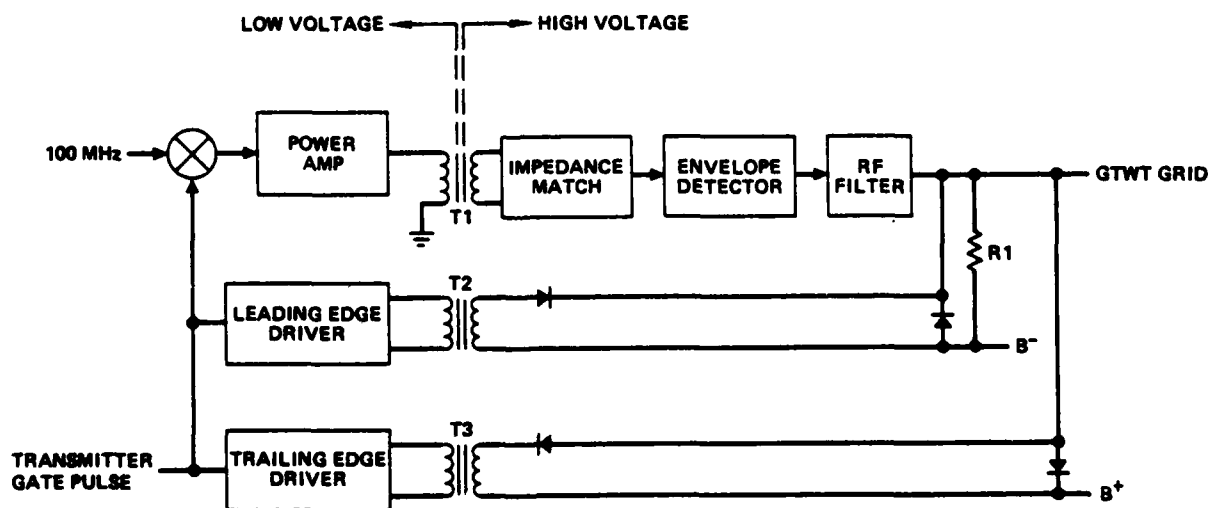 LOW VOLTAGE
HIGH VOLTAGE
100 MHz
POWER
AMP
T1
IMPEDANCE
MATCH
ENVELOPE
DETECTOR
RF
FILTER
GTWT GRID
R1
LEADING EDGE
DRIVER
T2
B⁻
TRANSMITTER
GATE PULSE
TRAILING EDGE
DRIVER
T3
B⁺